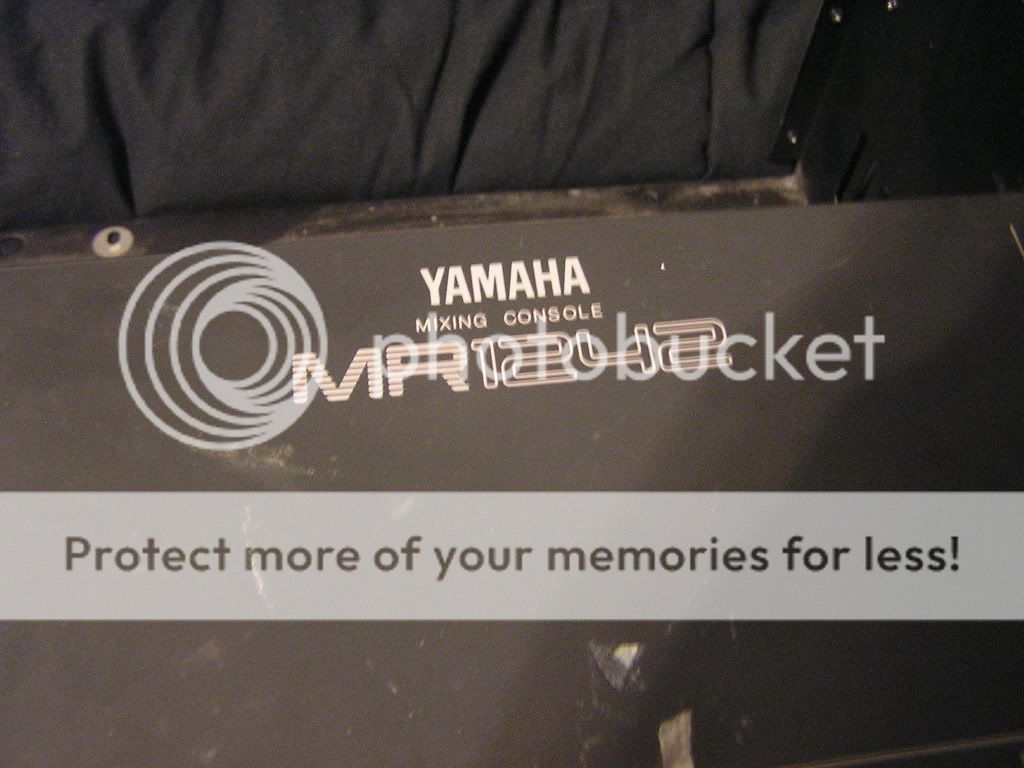 YAMAHA
MIXING CONSOLE
MR1242
photobucket
Protect more of your memories for less!